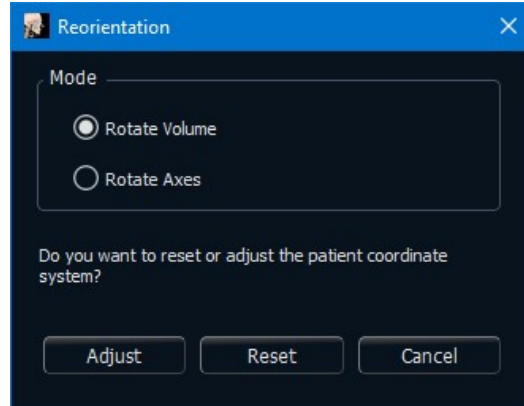 Reorientation
Mode
Rotate Volume
Rotate Axes
Do you want to reset or adjust the patient coordinate
system?
Adjust Reset Cancel